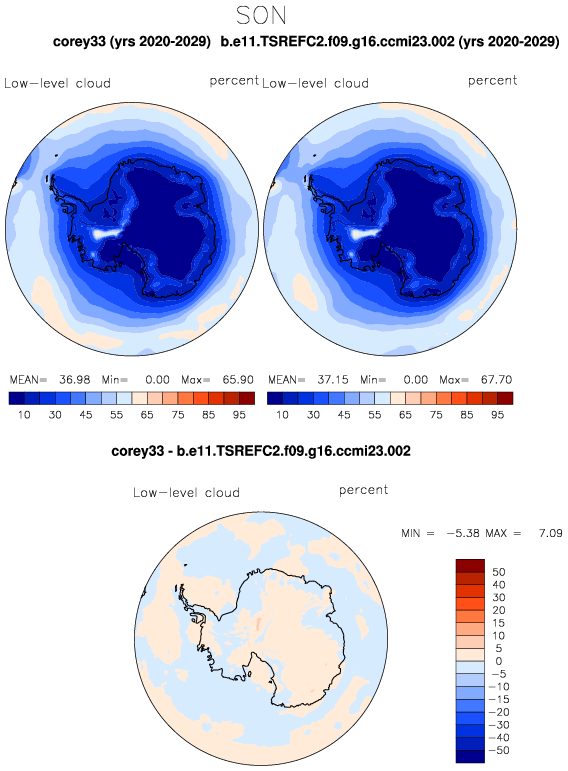 SON
corey33 (yrs 2020-2029) b.e11.TSREFC2.f09.g16.ccmi23.002 (yrs 2020-2029)
Low-level cloud percent Low-level cloud percent
MEAN= 36.98 Min= 0.00 Max= 65.90 MEAN= 37.15 Min= 0.00 Max= 67.70
10 30 45 55 65 75 85 95 10 30 45 55 65 75 85 95
corey33 - b.e11.TSREFC2.f09.g16.ccmi23.002
Low-level cloud percent
MIN = -5.38 MAX = 7.09
50
40
30
20
15
10
5
0
-5
-10
-15
-20
-30
-40
-50